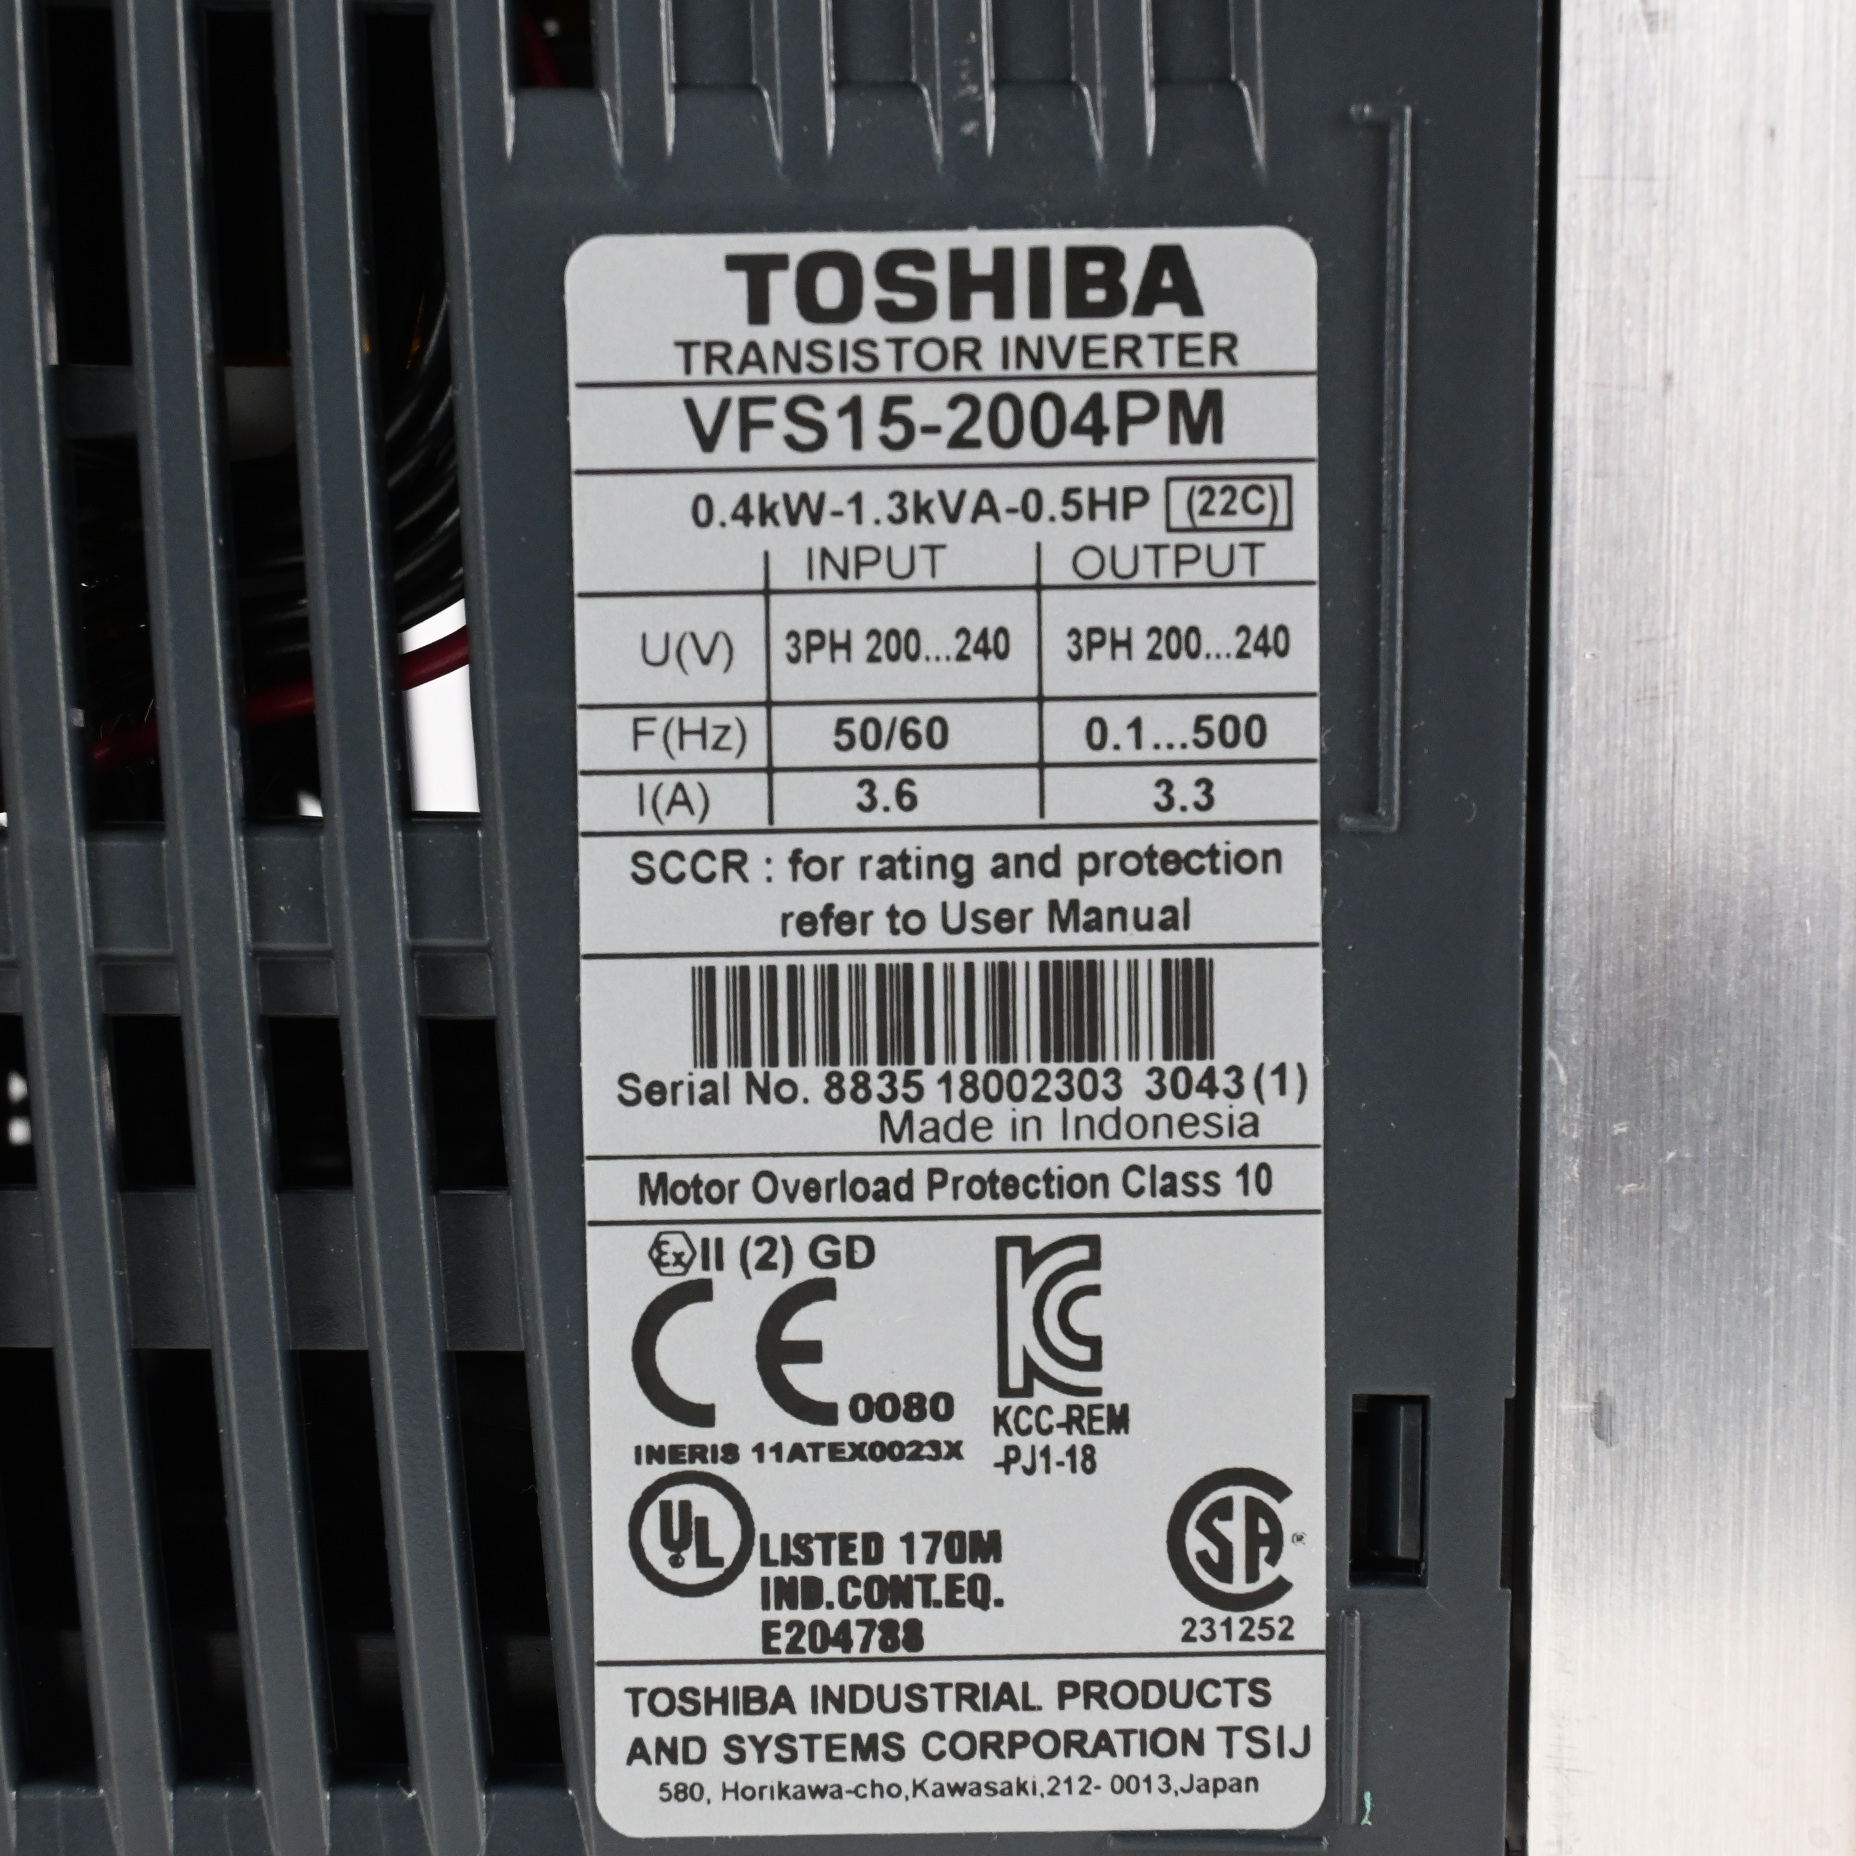 TOSHIBA
TRANSISTOR INVERTER
VFS15-2004PM
0.4kW-1.3kVA-0.5HP (22C)
INPUT OUTPUT
U(V) 3PH 200...240 3PH 200...240
F(Hz) 50/60 0.1...500
I(A) 3.6 3.3
SCCR : for rating and protection
refer to User Manual
Serial No. 8835 18002303 3043 (1)
Made in Indonesia
Motor Overload Protection Class 10
Ex II (2) GD
CE 0080
INERIS 11ATEX0023X
KC
KCC-REM
-PJ1-18
UL LISTED 170M
IND.CONT.EQ.
E204788
SA ®
231252
TOSHIBA INDUSTRIAL PRODUCTS
AND SYSTEMS CORPORATION TSIJ
580, Horikawa-cho,Kawasaki,212- 0013,Japan